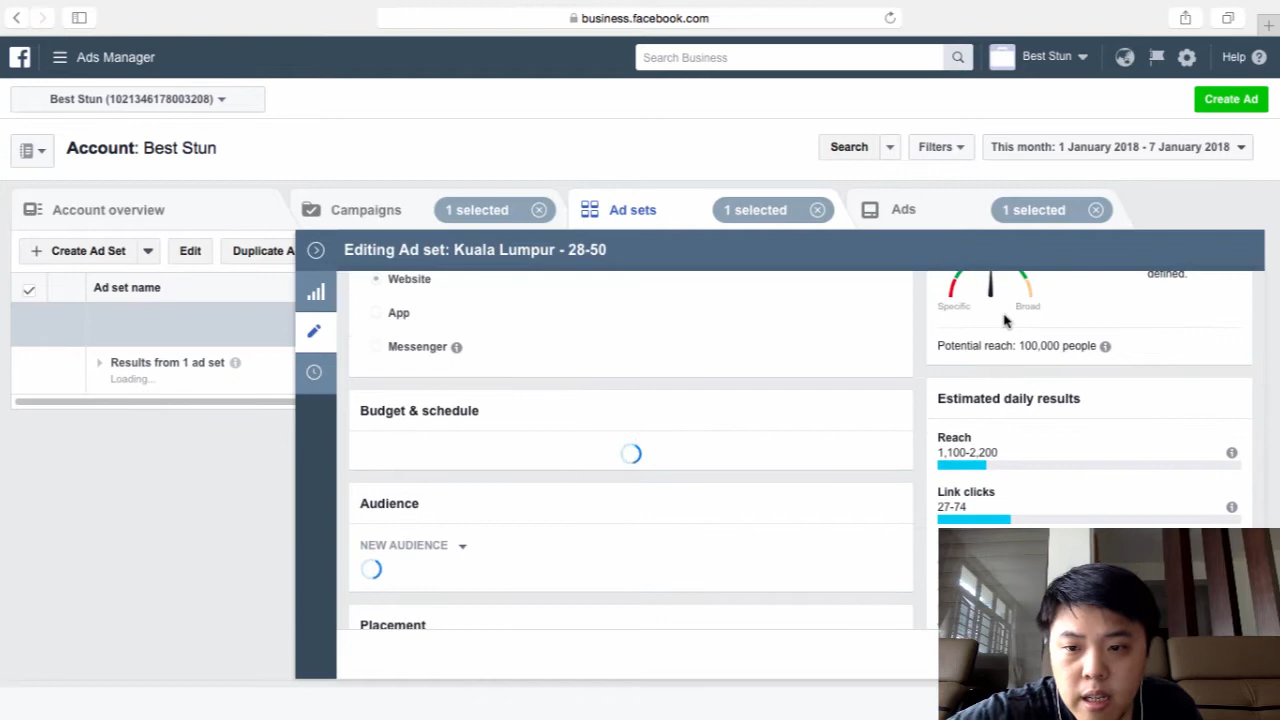 business.facebook.com
Ads Manager
Search Business
Best Stun
Help
Best Stun (1021346178003208)
Create Ad
Account: Best Stun
Search
Filters
This month: 1 January 2018 - 7 January 2018
Account overview
Campaigns
1 selected
Ad sets
1 selected
Ads
1 selected
+ Create Ad Set
Edit
Duplicate A
Editing Ad set: Kuala Lumpur - 28-50
Ad set name
Results from 1 ad set
Loading...
Website
App
Messenger
Budget & schedule
Audience
NEW AUDIENCE
Placement
defined.
Specific
Broad
Potential reach: 100,000 people
Estimated daily results
Reach
1,100-2,200
Link clicks
27-74